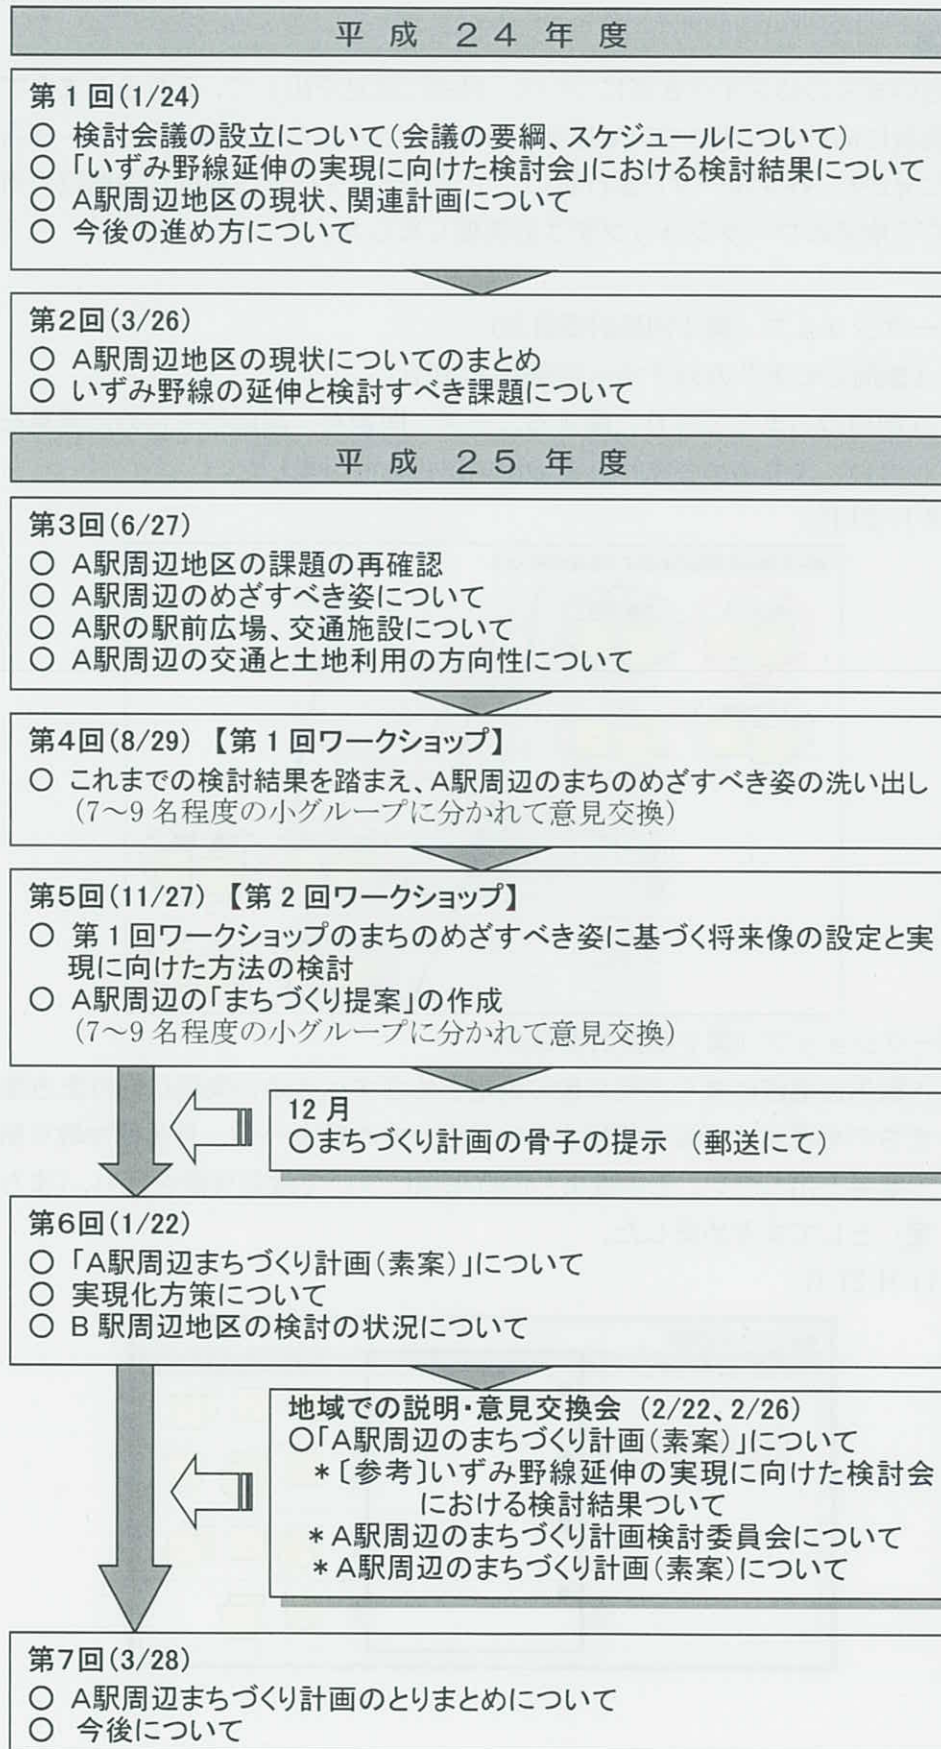 平成２４年度
第１回(1/24)
○ 検討会議の設立について(会議の要綱、スケジュールについて)
○「いずみ野線延伸の実現に向けた検討会」における検討結果について
○ A駅周辺地区の現状、関連計画について
○ 今後の進め方について
第２回(3/26)
○ A駅周辺地区の現状についてのまとめ
○ いずみ野線の延伸と検討すべき課題について
平成２５年度
第３回(6/27)
○ A駅周辺地区の課題の再確認
○ A駅周辺のめざすべき姿について
○ A駅の駅前広場、交通施設について
○ A駅周辺の交通と土地利用の方向性について
第４回(8/29) 【第１回ワークショップ】
○ これまでの検討結果を踏まえ、A駅周辺のまちのめざすべき姿の洗い出し
(7～9名程度の小グループに分かれて意見交換)
第５回(11/27) 【第２回ワークショップ】
○ 第１回ワークショップのまちのめざすべき姿に基づく将来像の設定と実
現に向けた方法の検討
○ A駅周辺の「まちづくり提案」の作成
(7～9名程度の小グループに分かれて意見交換)
12月
○まちづくり計画の骨子の提示 (郵送にて)
第６回(1/22)
○ 「A駅周辺まちづくり計画(素案)」について
○ 実現化方策について
○ B駅周辺地区の検討の状況について
地域での説明・意見交換会 (2/22、2/26)
○「A駅周辺のまちづくり計画(素案)」について
*〔参考〕いずみ野線延伸の実現に向けた検討会
における検討結果ついて
*A駅周辺のまちづくり計画検討委員会について
*A駅周辺のまちづくり計画(素案)について
第７回(3/28)
○ A駅周辺まちづくり計画のとりまとめについて
○ 今後について